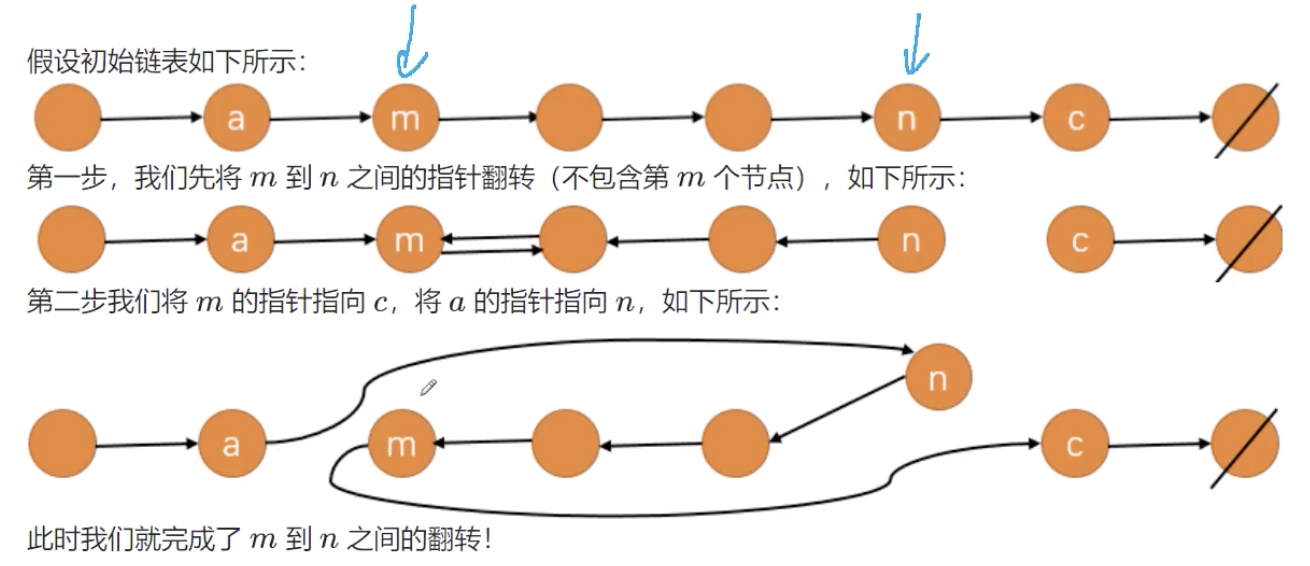 假设初始链表如下所示：
a m n c
第一步，我们先将 m 到 n 之间的指针翻转（不包含第 m 个节点）, 如下所示：
a m n c
第二步我们将 m 的指针指向 c，将 a 的指针指向 n，如下所示：
n
a m c
此时我们就完成了 m 到 n 之间的翻转！